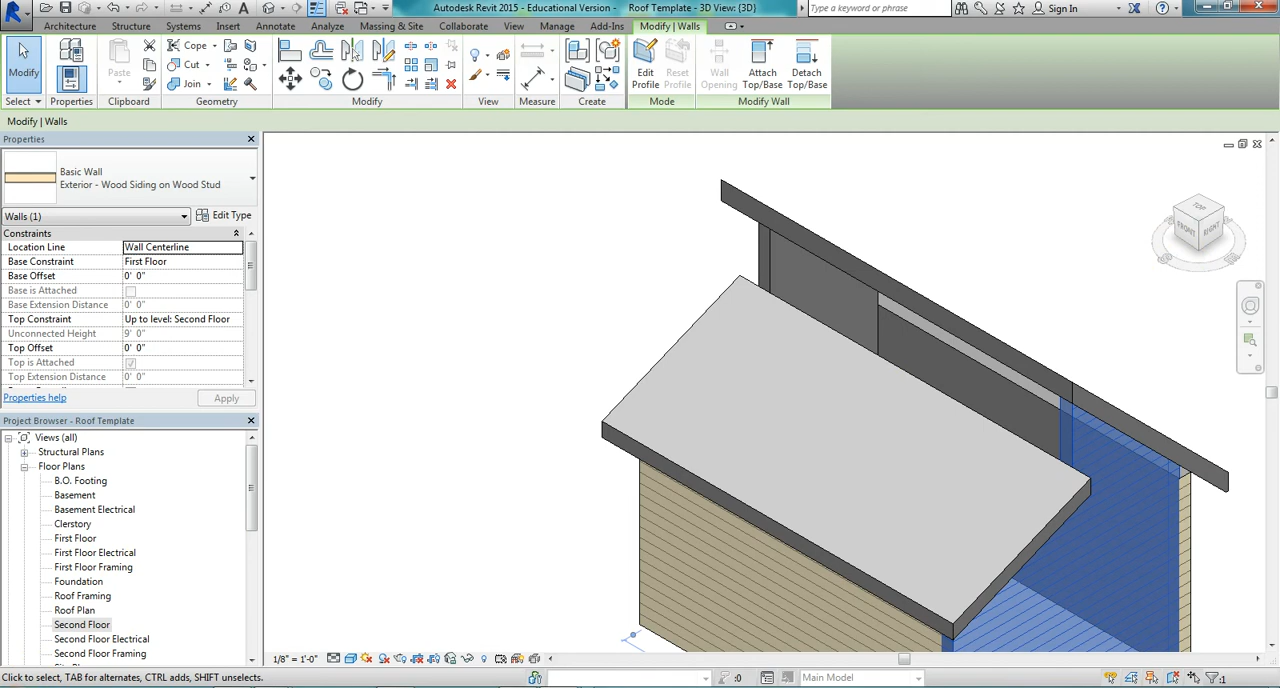 Autodesk Revit 2015 - Educational Version - Roof Template - 3D View: {3D}
Type a keyword or phrase
Sign In
Architecture Structure Systems Insert Annotate Analyze Massing & Site Collaborate View Manage Add-Ins Modify | Walls
Modify
Paste
Cope
Cut
Join
Edit Profile
Reset Profile
Wall Opening
Attach Top/Base
Detach Top/Base
Select Properties Clipboard Geometry Modify View Measure Create Mode Modify Wall
Modify | Walls
Properties
Basic Wall
Exterior - Wood Siding on Wood Stud
Walls (1) Edit Type
Constraints
Location Line Wall Centerline
Base Constraint First Floor
Base Offset 0' 0"
Base is Attached
Base Extension Distance 0' 0"
Top Constraint Up to level: Second Floor
Unconnected Height 9' 0"
Top Offset 0' 0"
Top is Attached
Top Extension Distance 0' 0"
Properties help Apply
Project Browser - Roof Template
Views (all)
Structural Plans
Floor Plans
B.O. Footing
Basement
Basement Electrical
Clerstory
First Floor
First Floor Electrical
First Floor Framing
Foundation
Roof Framing
Roof Plan
Second Floor
Second Floor Electrical
Second Floor Framing
TOP
FRONT
RIGHT
1/8" = 1'-0"
Click to select, TAB for alternates, CTRL adds, SHIFT unselects.
:0
Main Model
:1